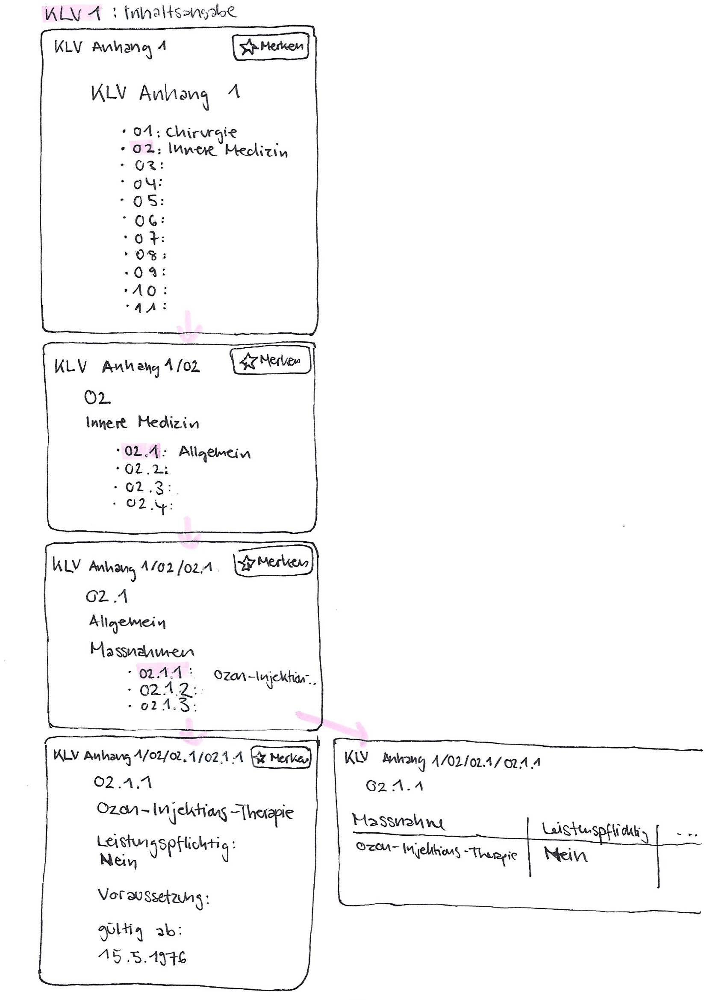 KLV 1 : Inhaltsangabe
KLV Anhang 1
Merken
KLV Anhang 1
• 01: Chirurgie
• 02: Innere Medizin
• 03:
• 04:
• 05:
• 06:
• 07:
• 08:
• 09:
• 10:
• 11:
KLV Anhang 1/02
Merken
02
Innere Medizin
• 02.1: Allgemein
• 02.2:
• 02.3:
• 02.4:
KLV Anhang 1/02/02.1
Merken
02.1
Allgemein
Massnahmen
• 02.1.1: Ozon-Injektion...
• 02.1.2:
• 02.1.3:
KLV Anhang 1/02/02.1/02.1.1
Merken
02.1.1
Ozon-Injektions-Therapie
Leistungspflichtig:
Nein
Voraussetzung:
gültig ab:
15.5.1976
KLV Anhang 1/02/02.1/02.1.1
02.1.1
Massnahme Leistungspflichtig ...
Ozon-Injektions-Therapie Nein